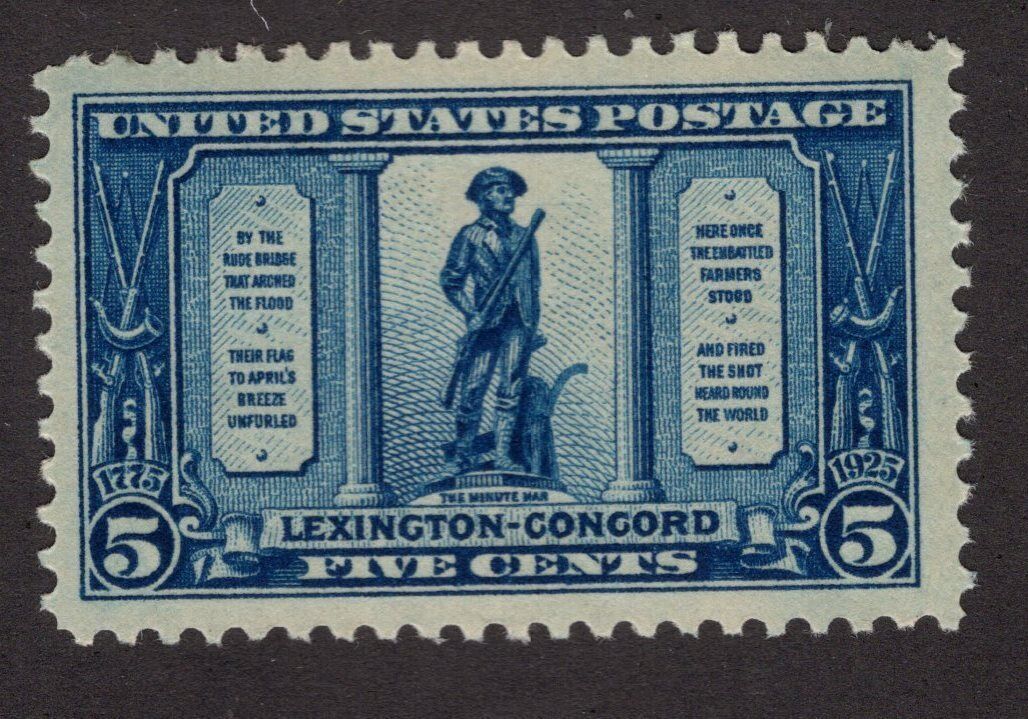 UNITED STATES POSTAGE
BY THE
RUDE BRIDGE
THAT ARCHED
THE FLOOD
THEIR FLAG
TO APRIL'S
BREEZE
UNFURLED
HERE ONCE
THE EMBATTLED
FARMERS
STOOD
AND FIRED
THE SHOT
HEARD ROUND
THE WORLD
1775
1925
THE MINUTE MAN
LEXINGTON-CONCORD
5 FIVE CENTS 5